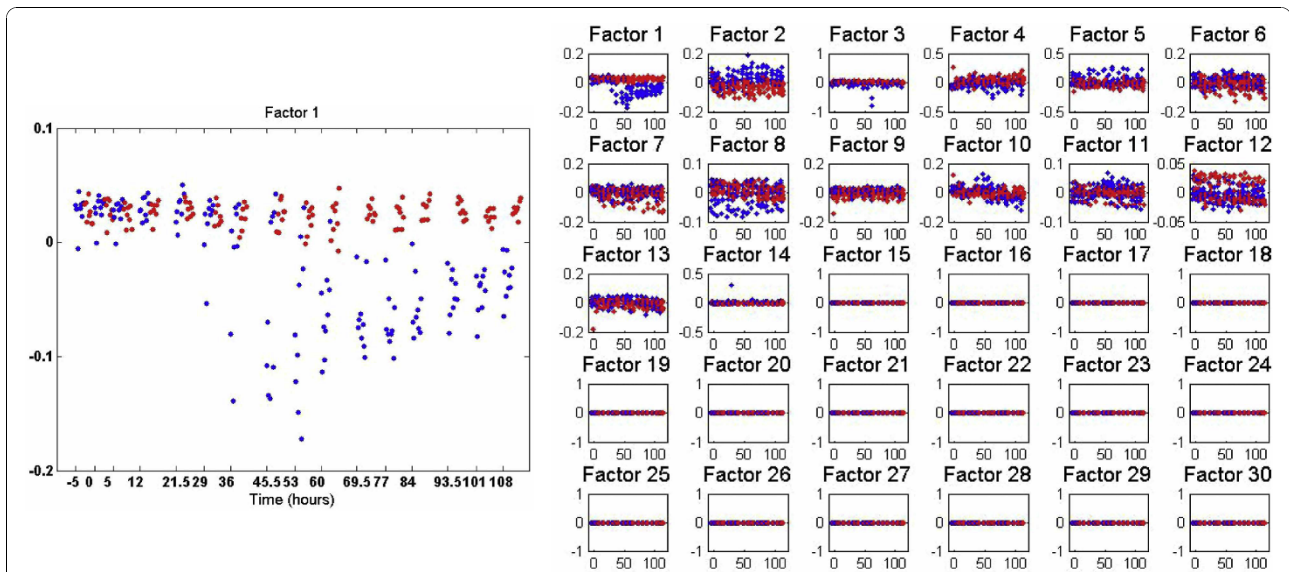 Factor 1
0.1
0
-0.1
-0.2
-5 0 5 12 21.5 29 36 45.5 53 60 69.5 77 84 93.5 101 108
Time (hours)
Factor 1 Factor 2 Factor 3 Factor 4 Factor 5 Factor 6
0.2 0.2 1 0.5 0.5 0.2
0 0 0 0 0 0
-0.2 -0.2 -1 -0.5 -0.5 -0.2
0 50 100 0 50 100 0 50 100 0 50 100 0 50 100 0 50 100
Factor 7 Factor 8 Factor 9 Factor 10 Factor 11 Factor 12
0.2 0.1 0.2 0.2 0.1 0.05
0 0 0 0 0 0
-0.2 -0.1 -0.2 -0.2 -0.1 -0.05
0 50 100 0 50 100 0 50 100 0 50 100 0 50 100 0 50 100
Factor 13 Factor 14 Factor 15 Factor 16 Factor 17 Factor 18
0.2 0.5 1 1 1 1
0 0 0 0 0 0
-0.2 -0.5 -1 -1 -1 -1
0 50 100 0 50 100 0 50 100 0 50 100 0 50 100 0 50 100
Factor 19 Factor 20 Factor 21 Factor 22 Factor 23 Factor 24
1 1 1 1 1 1
0 0 0 0 0 0
-1 -1 -1 -1 -1 -1
0 50 100 0 50 100 0 50 100 0 50 100 0 50 100 0 50 100
Factor 25 Factor 26 Factor 27 Factor 28 Factor 29 Factor 30
1 1 1 1 1 1
0 0 0 0 0 0
-1 -1 -1 -1 -1 -1
0 50 100 0 50 100 0 50 100 0 50 100 0 50 100 0 50 100